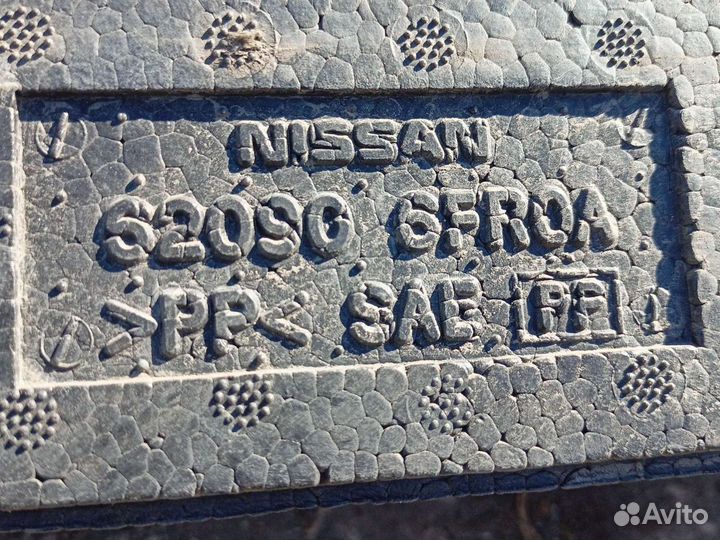 NISSAN
62090 6FR0A
>PP< SAE PP
Avito